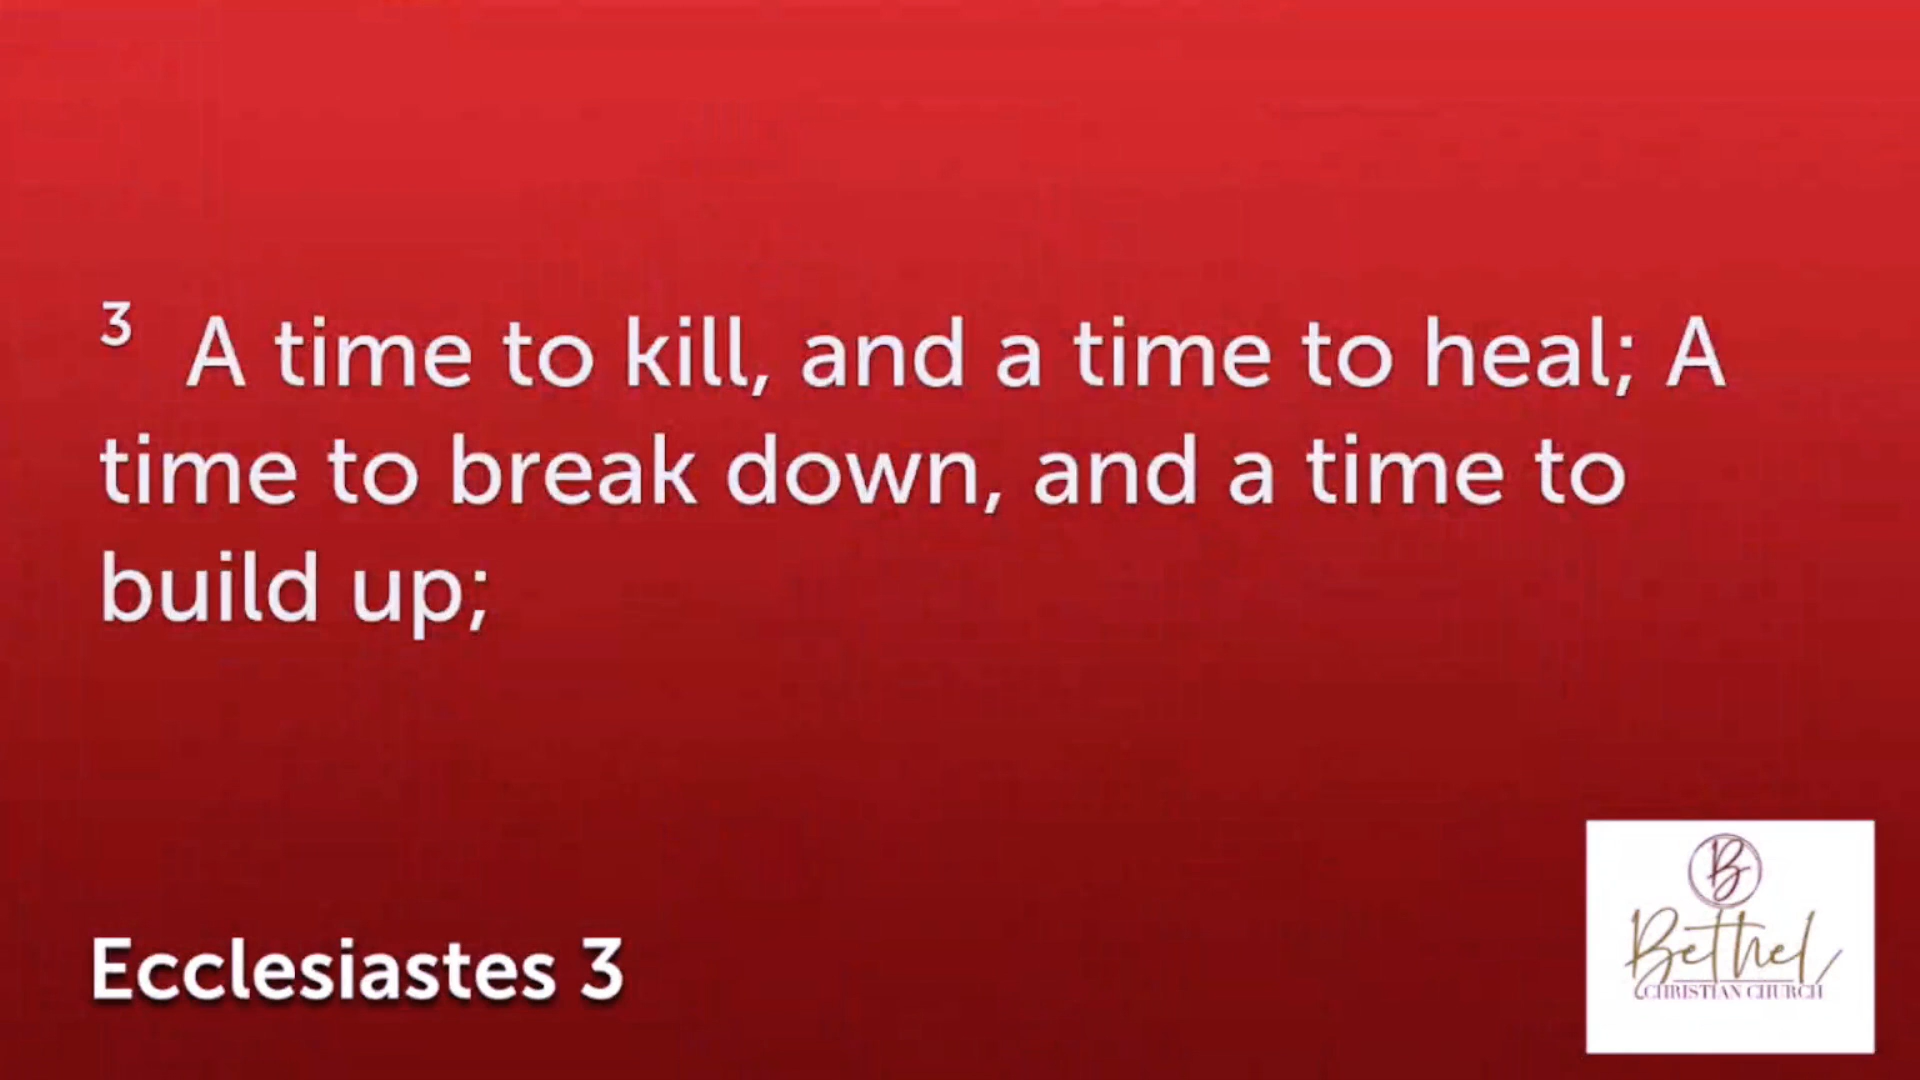 3 A time to kill, and a time to heal; A
time to break down, and a time to
build up;
Ecclesiastes 3
B
Bethel
CHRISTIAN CHURCH